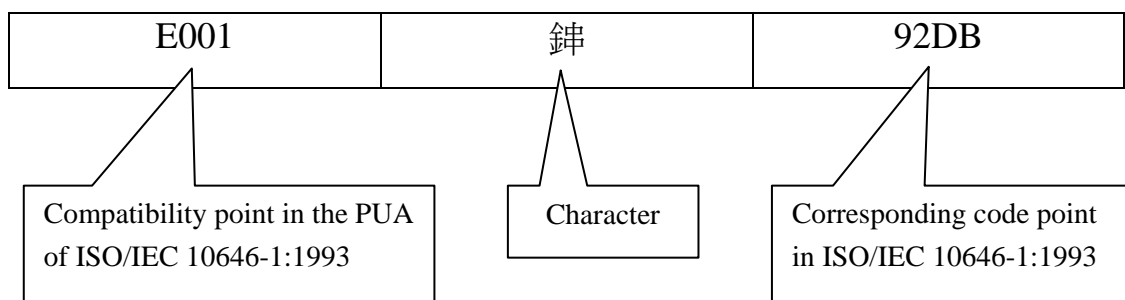 E001 鋛 92DB
Compatibility point in the PUA
of ISO/IEC 10646-1:1993
Character
Corresponding code point
in ISO/IEC 10646-1:1993